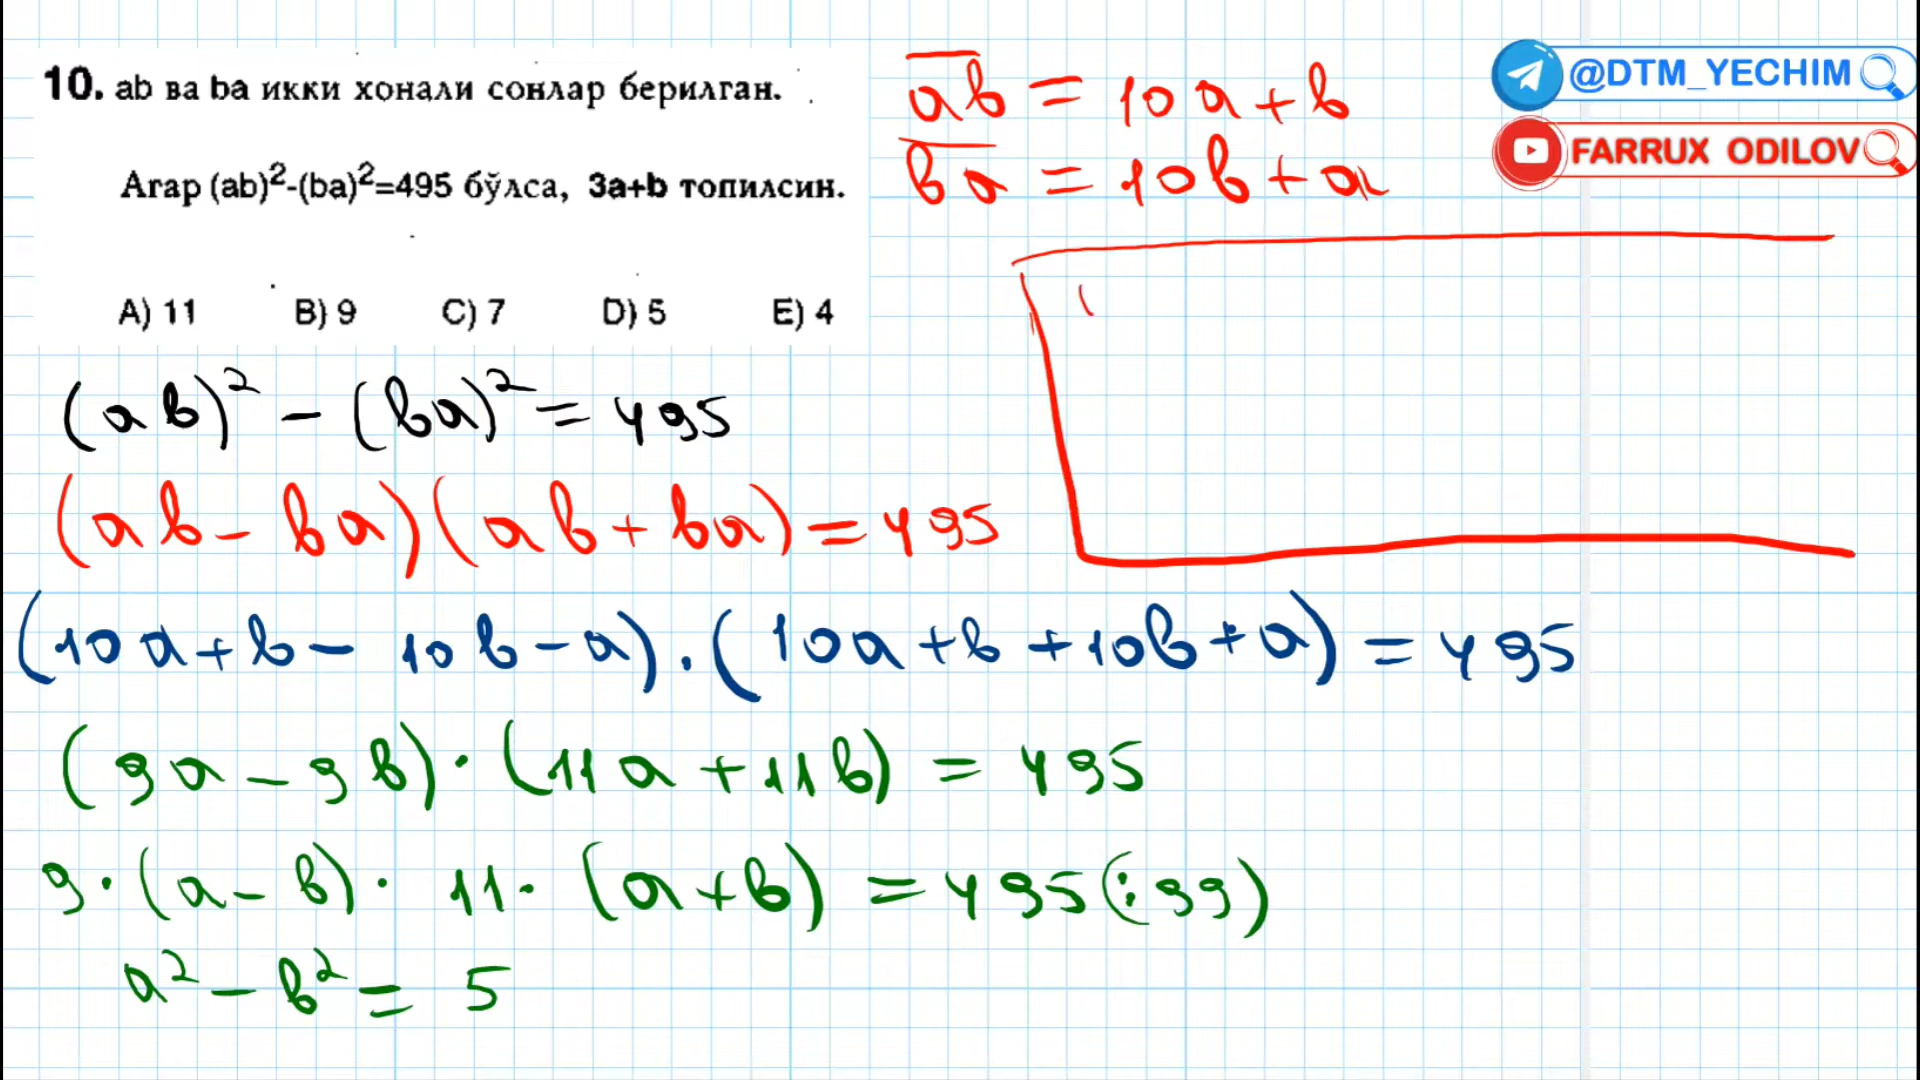 10. ab ва ba икки хонали сонлар берилган.
Агар (ab)²-(ba)²=495 бўлса, 3a+b топилсин.
A) 11 B) 9 C) 7 D) 5 E) 4
ab = 10a+b
ba = 10b+a
@DTM_YECHIM
FARRUX ODILOV
(ab)² - (ba)² = 495
(ab - ba)(ab + ba) = 495
(10a+b - 10b - a)·(10a+b+10b+a) = 495
(9a - 9b)·(11a + 11b) = 495
9·(a - b)· 11·(a+b) = 495 (:99)
a² - b² = 5